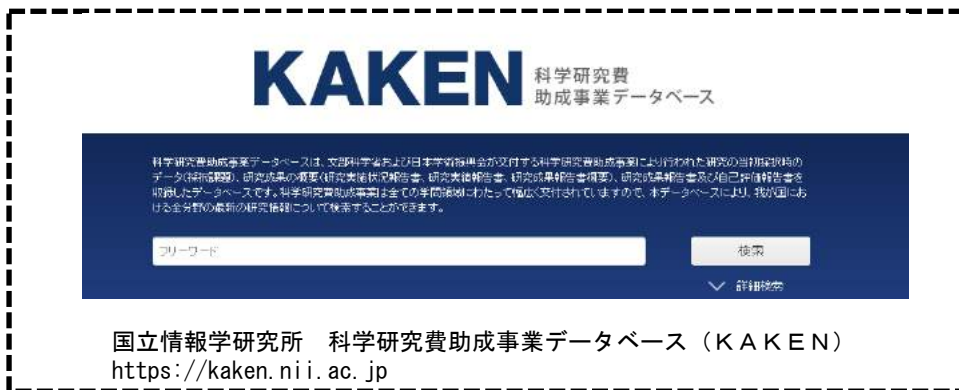 KAKEN
科学研究費
助成事業データベース
科学研究費助成事業データベースは、文部科学省および日本学術振興会が交付する科学研究費助成事業により行われた研究の当初採択時の
データ(採択課題)、研究成果の概要(研究実施状況報告書、研究実績報告書、研究成果報告書概要)、研究成果報告書及び自己評価報告書を
収録したデータベースです。科学研究費助成事業は全ての学問領域にわたって幅広く交付されていますので、本データベースにより、我が国にお
ける全分野の最新の研究情報について検索することができます。
フリーワード
検索
詳細検索
国立情報学研究所 科学研究費助成事業データベース（ＫＡＫＥＮ）
https://kaken.nii.ac.jp